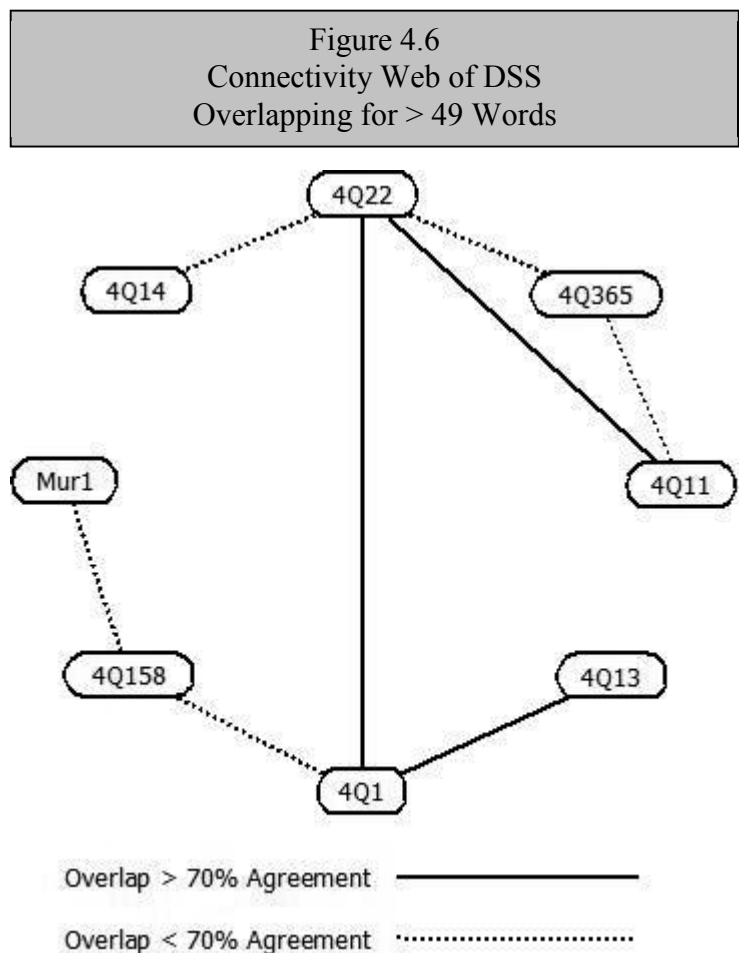 Figure 4.6
Connectivity Web of DSS
Overlapping for > 49 Words
4Q22
4Q14
4Q365
Mur1
4Q11
4Q158
4Q13
4Q1
Overlap > 70% Agreement
Overlap < 70% Agreement